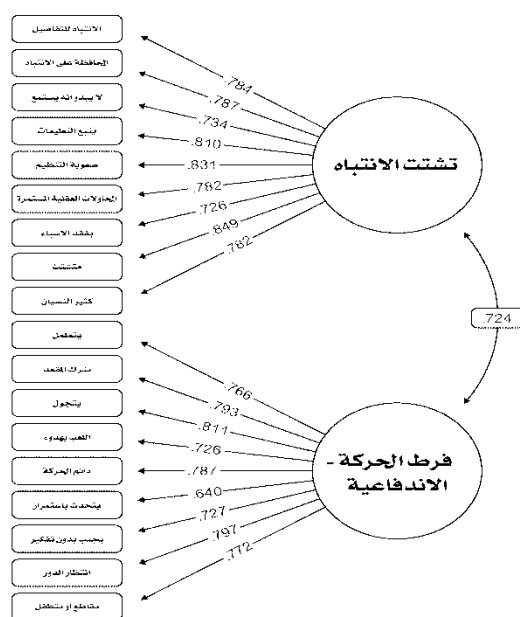 الانتباه للتفاصيل
المحافظة على الانتباه
لا يبدو انه يستمع
يتبع التعليمات
صعوبة التنظيم
المحاولات العقلية المستمرة
يفقد الاشياء
متشتت
كثير النسيان
يتململ
يترك المقعد
يتجول
اللعب بهدوء
دائم الحركة
يتحدث باستمرار
يجيب بدون تفكير
انتظار الدور
مقاطع او متطفل
.784
.787
.734
.810
.831
.782
.726
.849
.782
تشتت الانتباه
.724
.766
.793
.811
.726
.787
.640
.727
.797
.772
فرط الحركة -
الاندفاعية